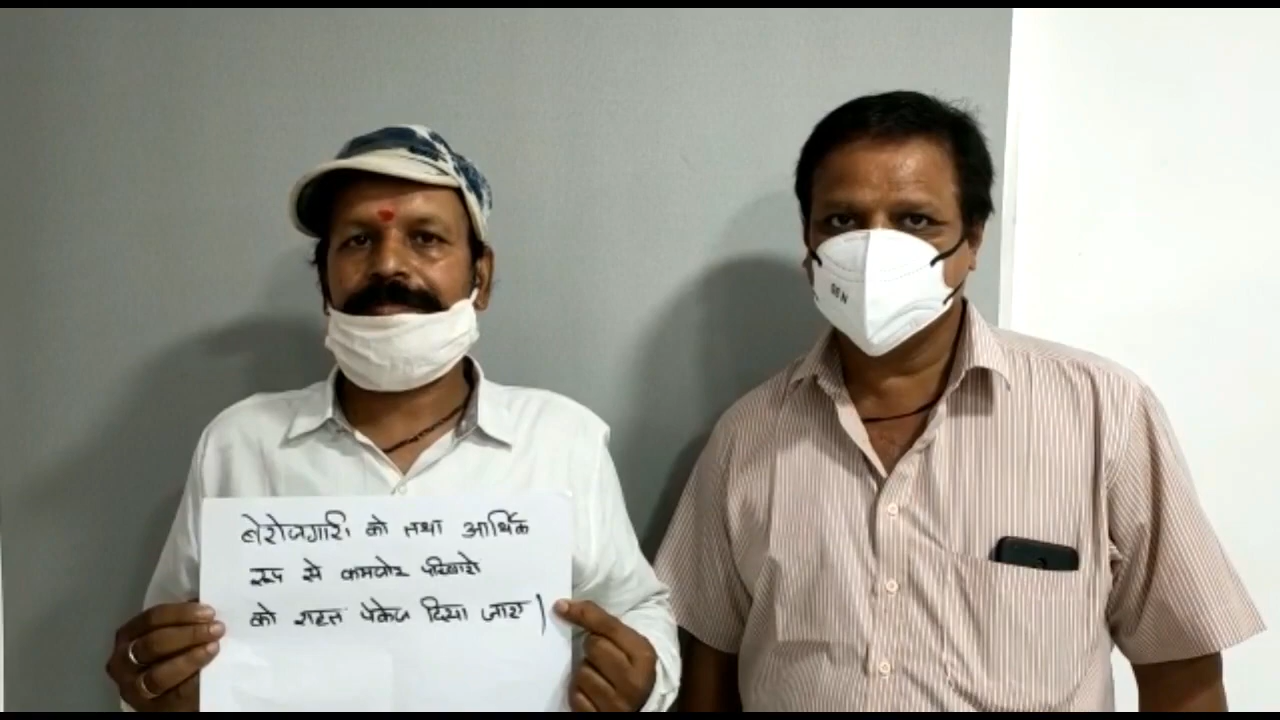 बेरोजगारों को तथा आर्थिक
रूप से कमजोर परिवारो
को राहत पैकेज दिया जाए।